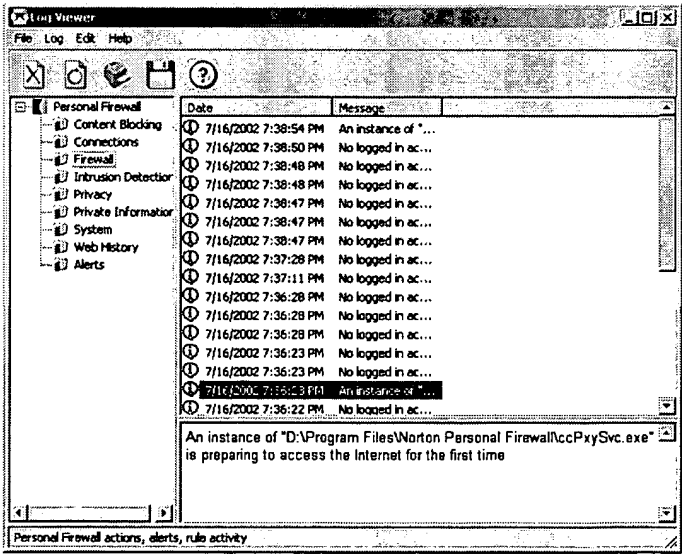 Log Viewer
File Log Edit Help
Personal Firewall
Content Blocking
Connections
Firewall
Intrusion Detection
Privacy
Private Information
System
Web History
Alerts
Date Message
7/16/2002 7:38:54 PM An instance of "...
7/16/2002 7:38:50 PM No logged in ac...
7/16/2002 7:38:48 PM No logged in ac...
7/16/2002 7:38:48 PM No logged in ac...
7/16/2002 7:38:47 PM No logged in ac...
7/16/2002 7:38:47 PM No logged in ac...
7/16/2002 7:38:47 PM No logged in ac...
7/16/2002 7:37:28 PM No logged in ac...
7/16/2002 7:37:11 PM No logged in ac...
7/16/2002 7:36:28 PM No logged in ac...
7/16/2002 7:36:28 PM No logged in ac...
7/16/2002 7:36:28 PM No logged in ac...
7/16/2002 7:36:23 PM No logged in ac...
7/16/2002 7:36:23 PM No logged in ac...
7/16/2002 7:36:23 PM An instance of "...
7/16/2002 7:36:22 PM No logged in ac...
An instance of "D:\Program Files\Norton Personal Firewall\ccPxySvc.exe"
is preparing to access the Internet for the first time
Personal Firewall actions, alerts, rule activity